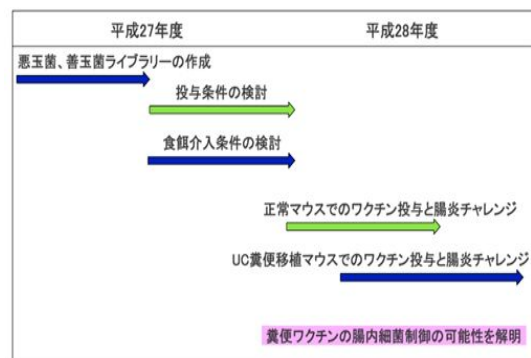 平成27年度
平成28年度
悪玉菌、善玉菌ライブラリーの作成
投与条件の検討
食餌介入条件の検討
正常マウスでのワクチン投与と腸炎チャレンジ
UC糞便移植マウスでのワクチン投与と腸炎チャレンジ
糞便ワクチンの腸内細菌制御の可能性を解明